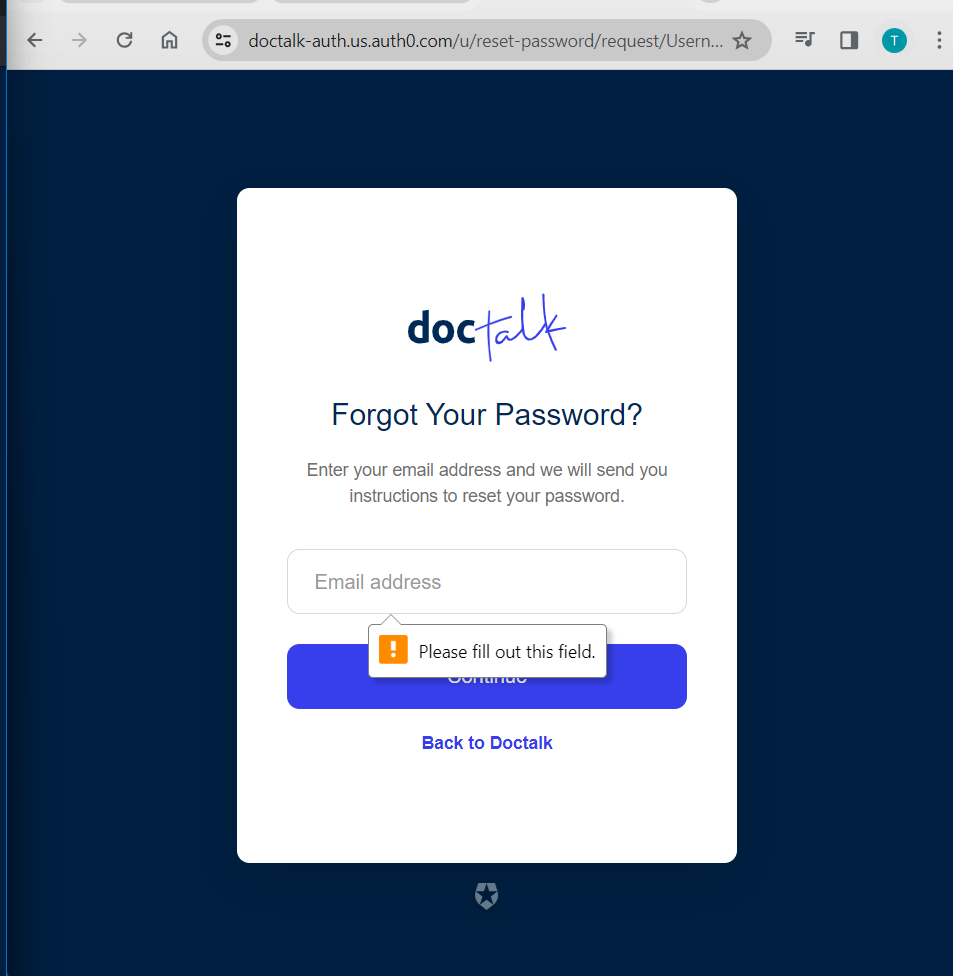 doctalk-auth.us.auth0.com/u/reset-password/request/Usern...
T
doctalk
Forgot Your Password?
Enter your email address and we will send you
instructions to reset your password.
Email address
Please fill out this field.
Continue
Back to Doctalk